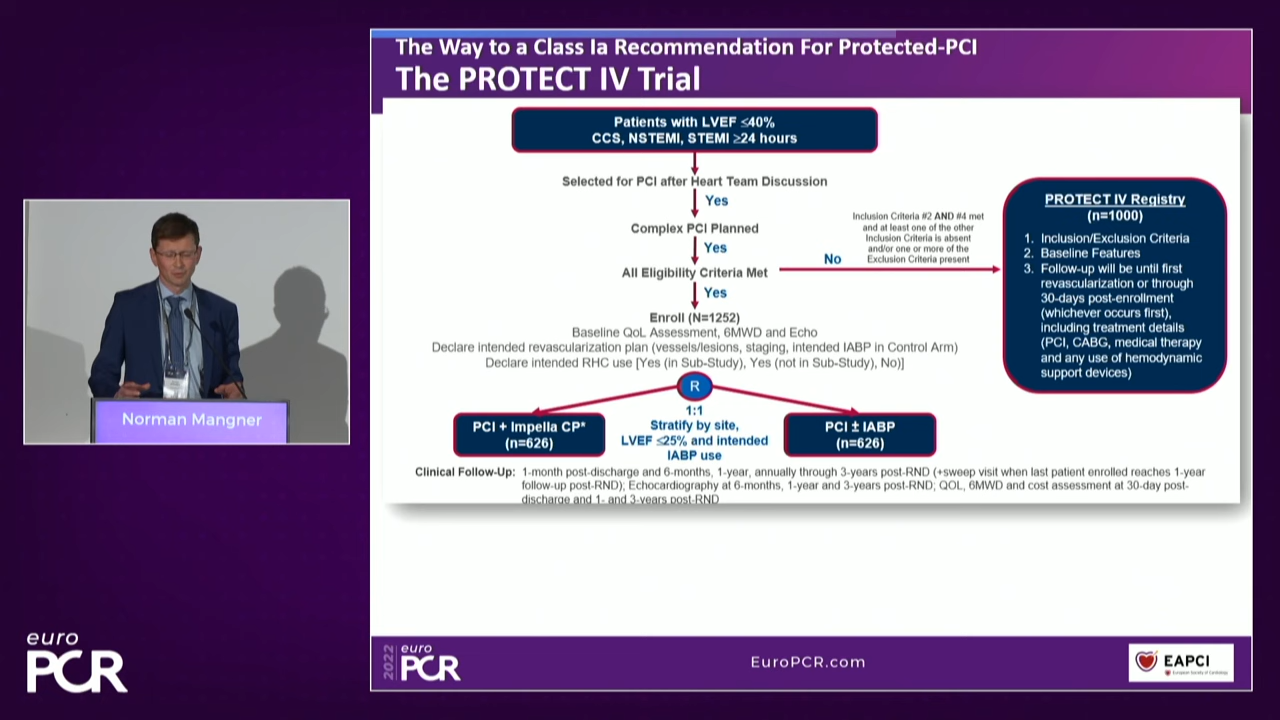 The Way to a Class Ia Recommendation For Protected-PCI
The PROTECT IV Trial
Patients with LVEF ≤40%
CCS, NSTEMI, STEMI ≥24 hours
Selected for PCI after Heart Team Discussion
Yes
Complex PCI Planned
Yes
All Eligibility Criteria Met
Yes
No
Inclusion Criteria #2 AND #4 met
and at least one of the other
Inclusion Criteria is absent
and/or one or more of the
Exclusion Criteria present
PROTECT IV Registry
(n=1000)
1. Inclusion/Exclusion Criteria
2. Baseline Features
3. Follow-up will be until first
revascularization or through
30-days post-enrollment
(whichever occurs first),
including treatment details
(PCI, CABG, medical therapy
and any use of hemodynamic
support devices)
Enroll (N=1252)
Baseline QoL Assessment, 6MWD and Echo
Declare intended revascularization plan (vessels/lesions, staging, intended IABP in Control Arm)
Declare intended RHC use [Yes (in Sub-Study), Yes (not in Sub-Study), No)]
R
1:1
Stratify by site,
LVEF ≤25% and intended
IABP use
PCI + Impella CP*
(n=626)
PCI ± IABP
(n=626)
Clinical Follow-Up: 1-month post-discharge and 6-months, 1-year, annually through 3-years post-RND (+sweep visit when last patient enrolled reaches 1-year
follow-up post-RND); Echocardiography at 6-months, 1-year and 3-years post-RND; QOL, 6MWD and cost assessment at 30-day post-
discharge and 1- and 3-years post-RND
Norman Mangner
euro
PCR
2022
euro
PCR
EuroPCR.com
EAPCI
European Society of Cardiology